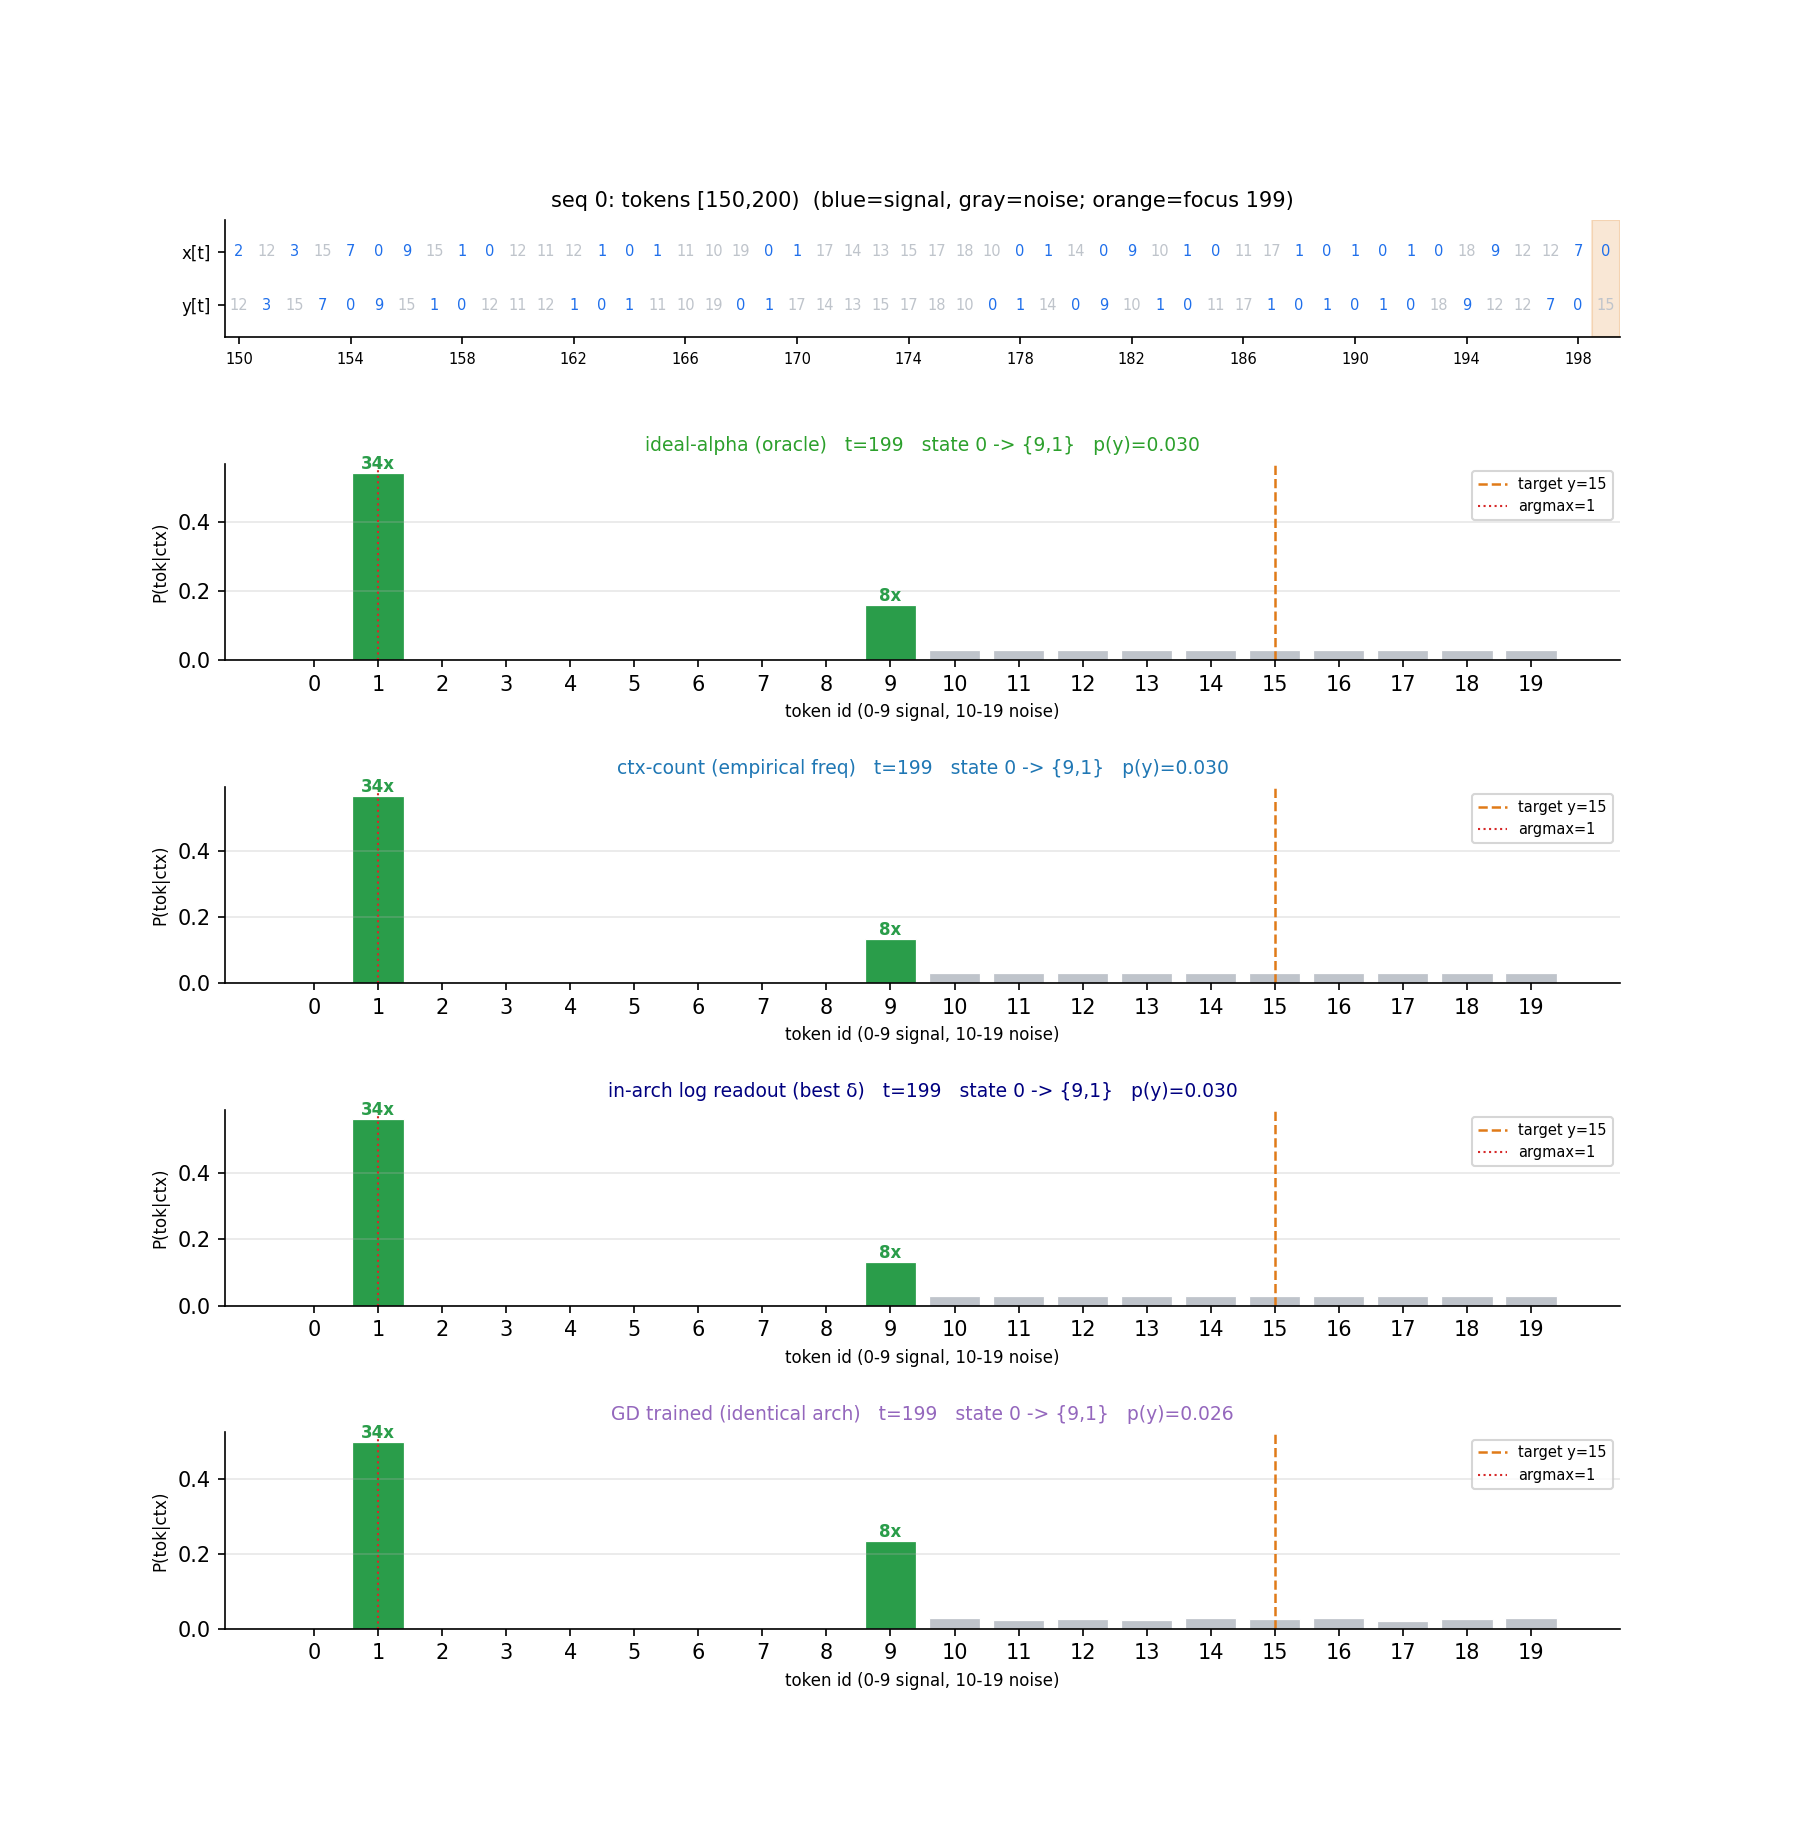 seq 0: tokens [150,200)  (blue=signal, gray=noise; orange=focus 199)
x[t] 2 12 3 15 7 0 9 15 1 0 12 11 12 1 0 1 11 10 19 0 1 17 14 13 15 17 18 10 0 1 14 0 9 10 1 0 11 17 1 0 1 0 1 0 18 9 12 12 7 0
y[t] 12 3 15 7 0 9 15 1 0 12 11 12 1 0 1 11 10 19 0 1 17 14 13 15 17 18 10 0 1 14 0 9 10 1 0 11 17 1 0 1 0 1 0 18 9 12 12 7 0 15
150 154 158 162 166 170 174 178 182 186 190 194 198
ideal-alpha (oracle)   t=199   state 0 -> {9,1}   p(y)=0.030
34x
target y=15
argmax=1
0.4
P(tok|ctx)
0.2
8x
0.0
0 1 2 3 4 5 6 7 8 9 10 11 12 13 14 15 16 17 18 19
token id (0-9 signal, 10-19 noise)
ctx-count (empirical freq)   t=199   state 0 -> {9,1}   p(y)=0.030
34x
target y=15
argmax=1
0.4
P(tok|ctx)
0.2
8x
0.0
0 1 2 3 4 5 6 7 8 9 10 11 12 13 14 15 16 17 18 19
token id (0-9 signal, 10-19 noise)
in-arch log readout (best δ)   t=199   state 0 -> {9,1}   p(y)=0.030
34x
target y=15
argmax=1
0.4
P(tok|ctx)
0.2
8x
0.0
0 1 2 3 4 5 6 7 8 9 10 11 12 13 14 15 16 17 18 19
token id (0-9 signal, 10-19 noise)
GD trained (identical arch)   t=199   state 0 -> {9,1}   p(y)=0.026
34x
target y=15
argmax=1
0.4
P(tok|ctx)
8x
0.2
0.0
0 1 2 3 4 5 6 7 8 9 10 11 12 13 14 15 16 17 18 19
token id (0-9 signal, 10-19 noise)